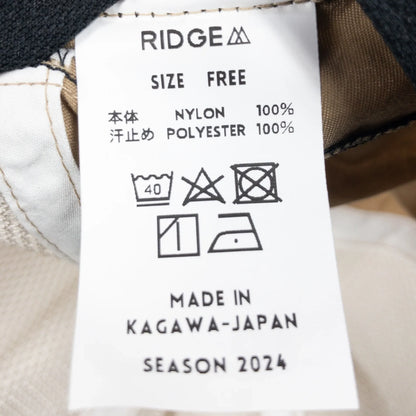 RIDGE
SIZE FREE
本体 NYLON 100%
汗止め POLYESTER 100%
40
MADE IN
KAGAWA-JAPAN
SEASON 2024